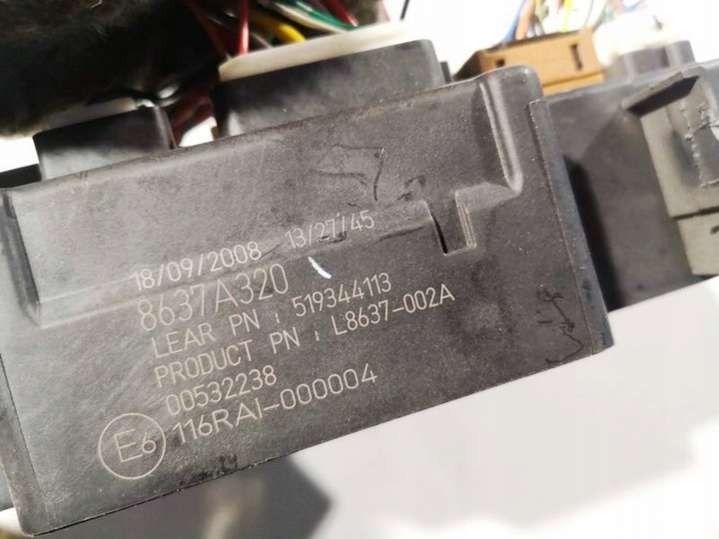 18/09/2008 13/27/45
8637A320
LEAR PN : 519344113
PRODUCT PN : L8637-002A
00532238
E6 116RAI-000004